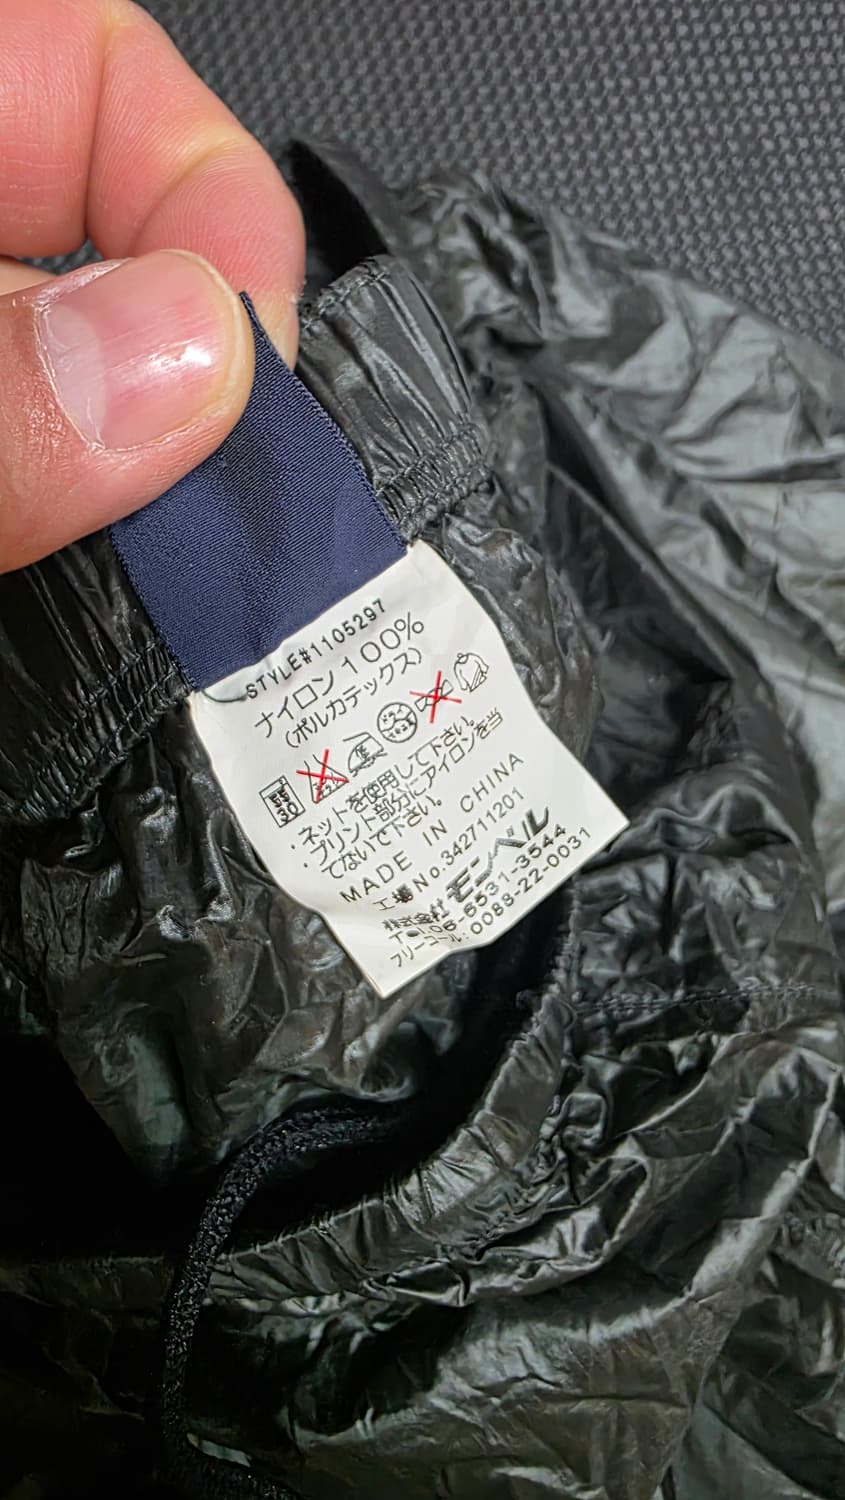 STYLE#1105297
ナイロン100%
(ポルカテックス)
30
・ネットを使用して下さい。
・プリント部分にアイロンを当
てないで下さい。
MADE IN CHINA
工場No.342711201
株式会社モンベル
Tel.06-6531-3544
フリーコール:0088-22-0031